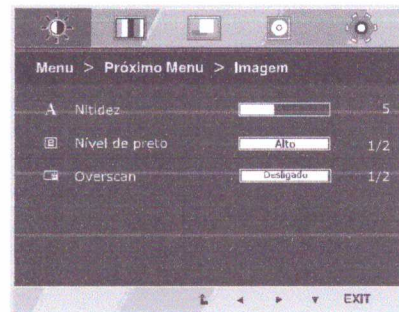 Menu > Próximo Menu > Imagem
A Nitidez 5
Nível de preto Alto 1/2
Overscan Desligado 1/2
EXIT